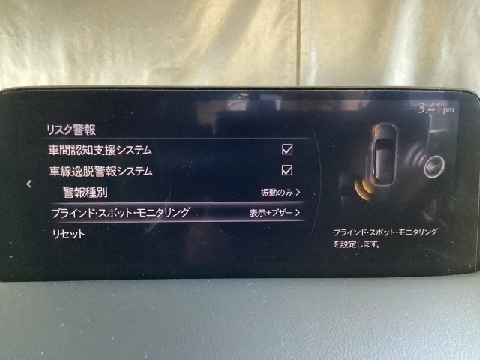 3:41 pm
リスク警報
車間認知支援システム
車線逸脱警報システム
警報種別 振動のみ
ブラインド・スポット・モニタリング 表示+ブザー
リセット
ブラインド・スポット・モニタリング
を設定します。